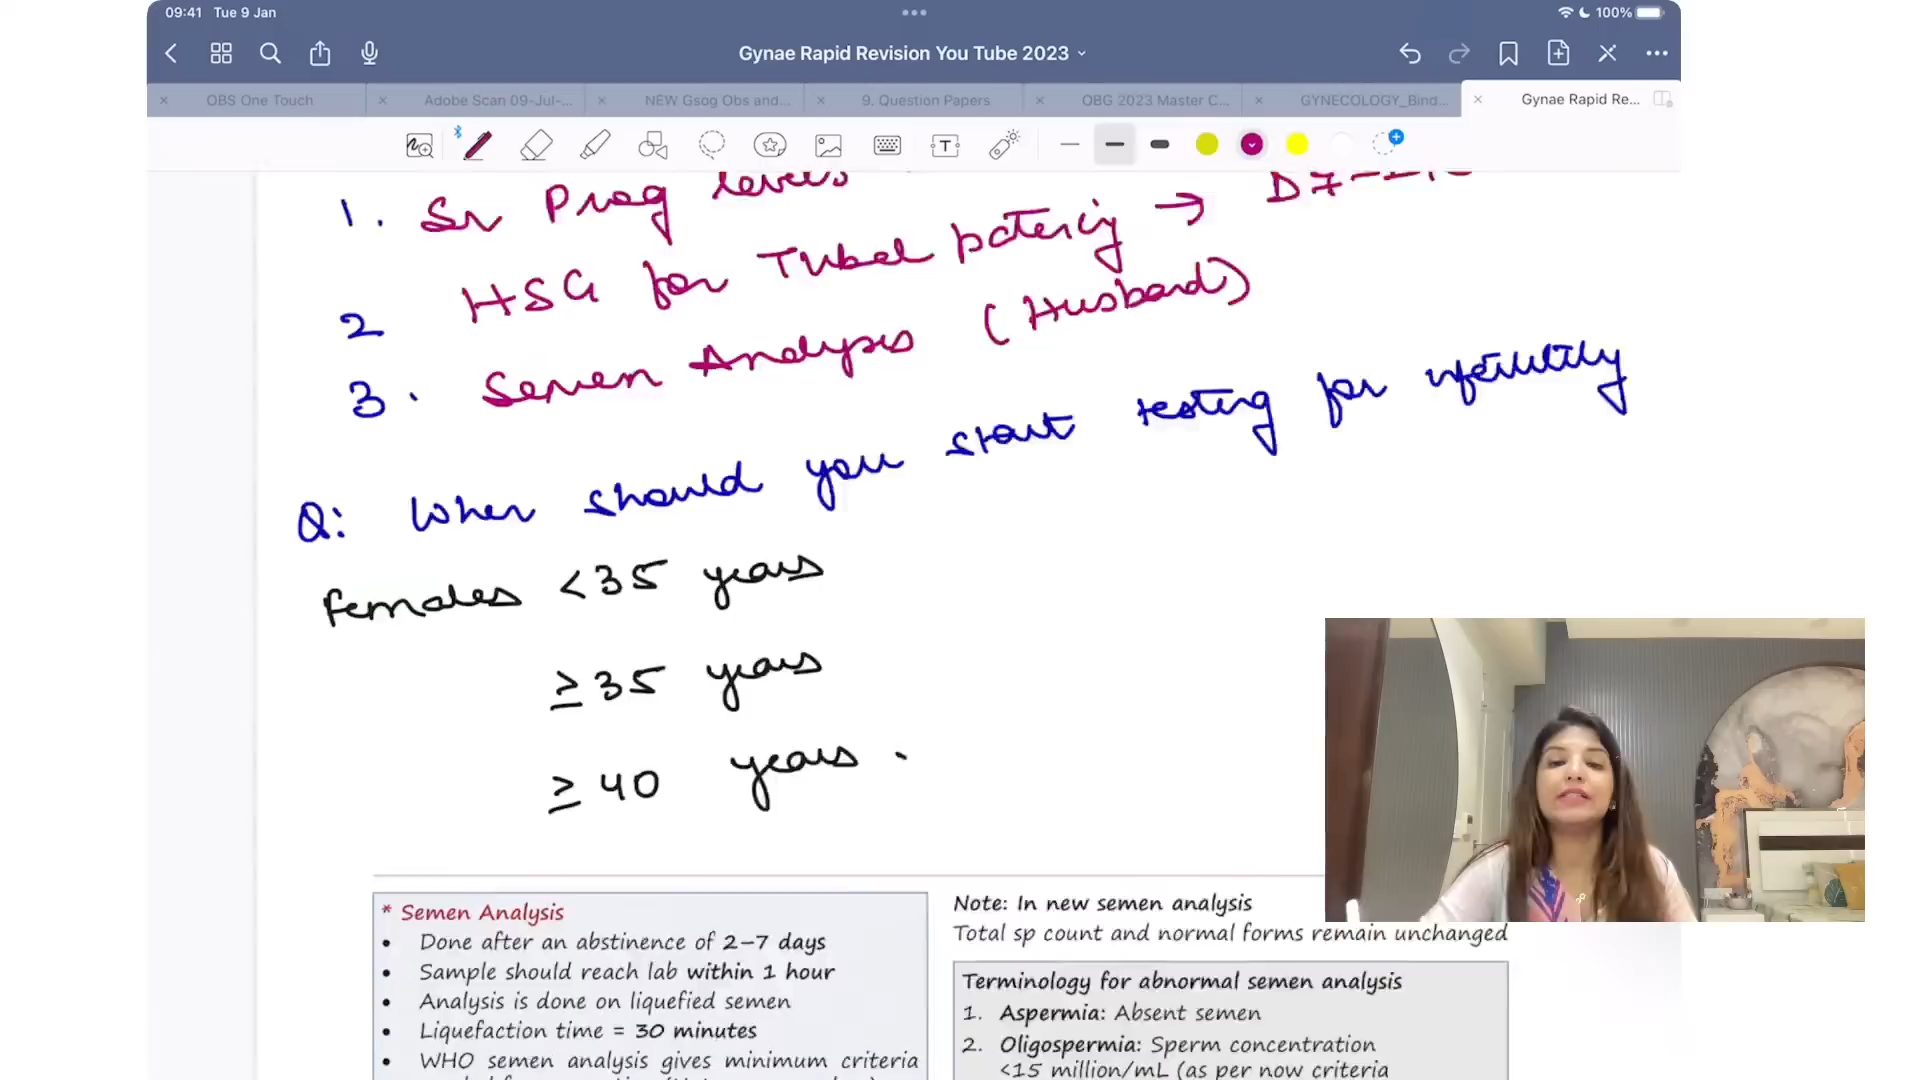 09:41 Tue 9 Jan
100%
Gynae Rapid Revision You Tube 2023
OBS One Touch
Adobe Scan 09-Jul-...
NEW Gsog Obs and...
9. Question Papers
OBG 2023 Master C...
GYNECOLOGY_Bind...
Gynae Rapid Re...
1. Sr Prog levels
2 HSG for Tubal patency →
3. Semen Analysis (Husband)
Q: When should you start testing for infertility
females <35 years
≥35 years
≥40 years.
* Semen Analysis
• Done after an abstinence of 2-7 days
• Sample should reach lab within 1 hour
• Analysis is done on liquefied semen
• Liquefaction time = 30 minutes
• WHO semen analysis gives minimum criteria
Note: In new semen analysis
Total sp count and normal forms remain unchanged
Terminology for abnormal semen analysis
1. Aspermia: Absent semen
2. Oligospermia: Sperm concentration
<15 million/mL (as per now criteria